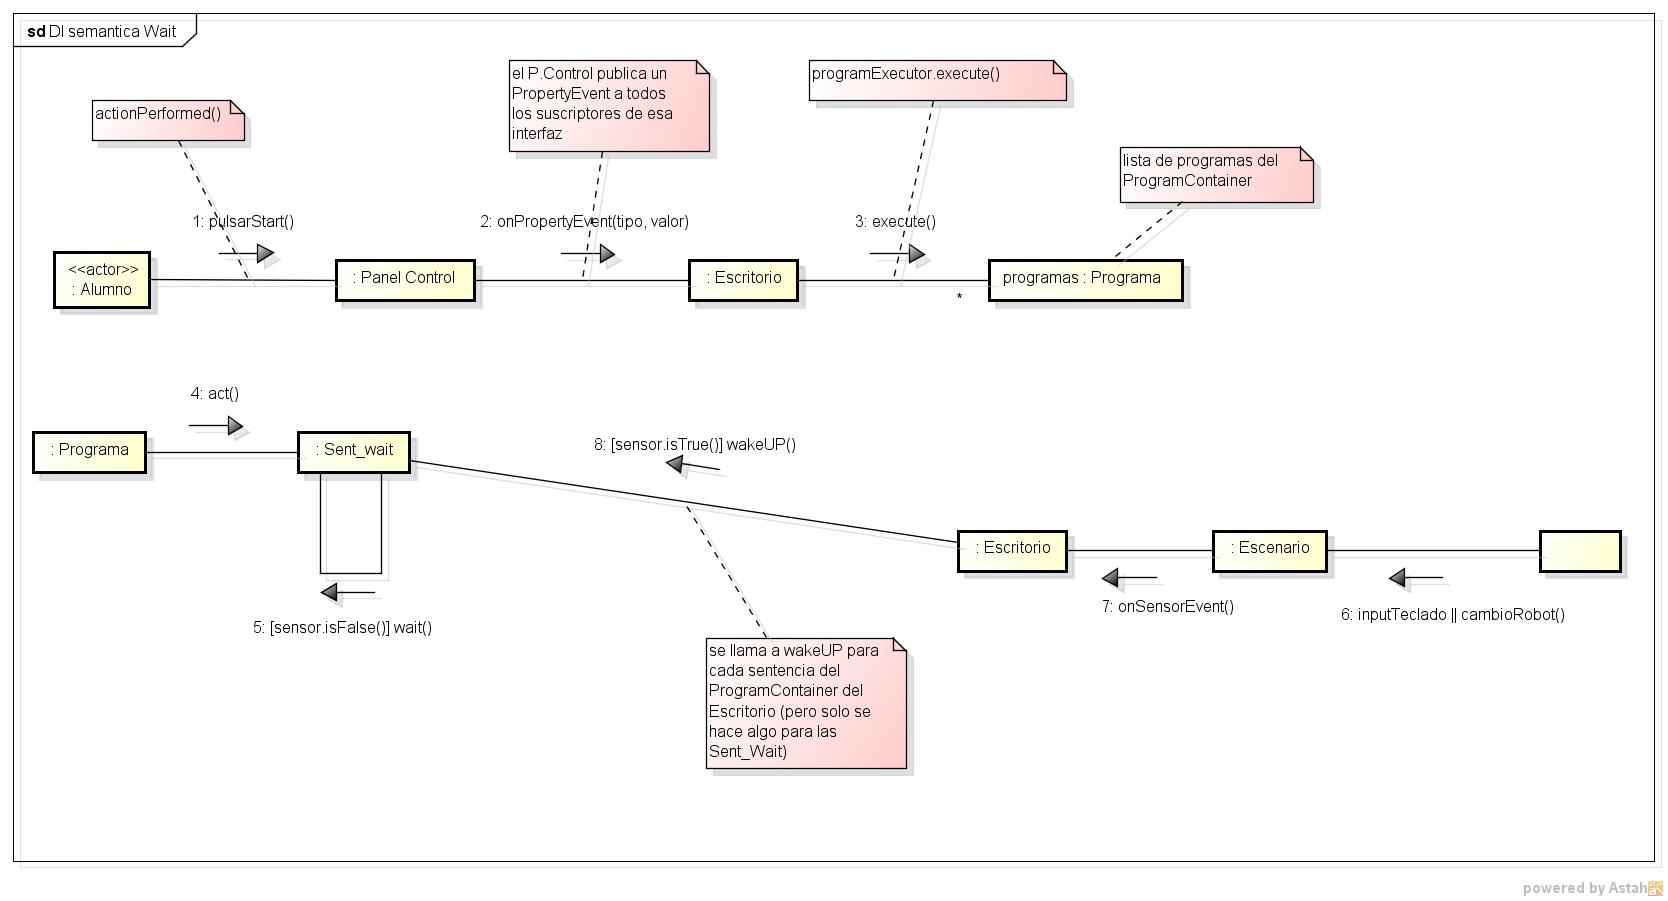 sd DI semantica Wait
actionPerformed()
el P.Control publica un
PropertyEvent a todos
los suscriptores de esa
interfaz
programExecutor.execute()
lista de programas del
ProgramContainer
1: pulsarStart()
2: onPropertyEvent(tipo, valor)
3: execute()
<<actor>>
: Alumno
: Panel Control
: Escritorio
programas : Programa
*
4: act()
: Programa
: Sent_wait
8: [sensor.isTrue()] wakeUP()
: Escritorio
: Escenario
7: onSensorEvent()
6: inputTeclado || cambioRobot()
5: [sensor.isFalse()] wait()
se llama a wakeUP para
cada sentencia del
ProgramContainer del
Escritorio (pero solo se
hace algo para las
Sent_Wait)
powered by Astah